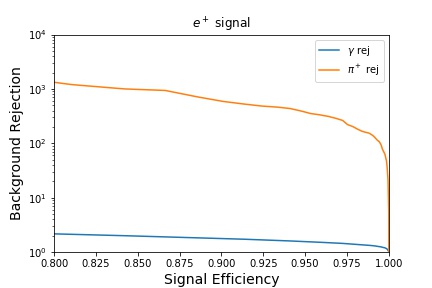 e⁺ signal
γ rej
π⁺ rej
Background Rejection
10⁴
10³
10²
10¹
10⁰
0.800 0.825 0.850 0.875 0.900 0.925 0.950 0.975 1.000
Signal Efficiency